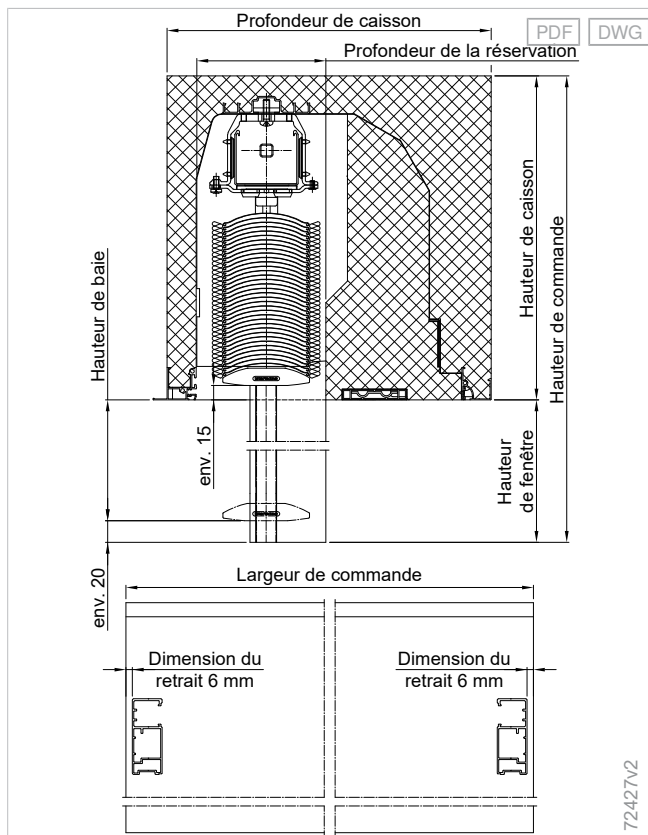 Profondeur de caisson
PDF
DWG
Profondeur de la réservation
Hauteur de baie
Hauteur de caisson
Hauteur de commande
env. 15
Hauteur
de fenêtre
env. 20
Largeur de commande
Dimension du
retrait 6 mm
Dimension du
retrait 6 mm
72427v2